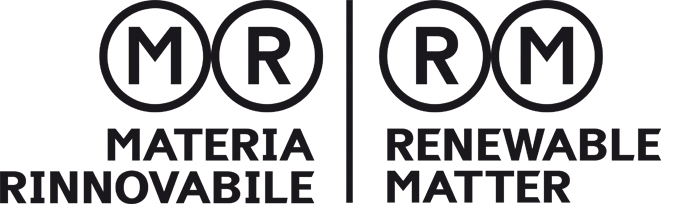 MR
MATERIA
RINNOVABILE
RM
RENEWABLE
MATTER